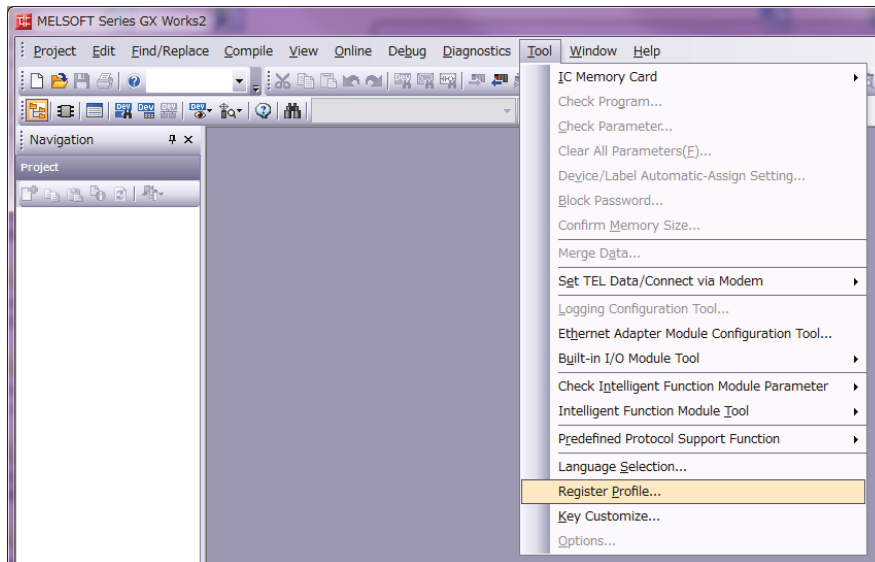 MELSOFT Series GX Works2
Project Edit Find/Replace Compile View Online Debug Diagnostics Tool Window Help
Navigation
Project
IC Memory Card
Check Program...
Check Parameter...
Clear All Parameters(F)...
Device/Label Automatic-Assign Setting...
Block Password...
Confirm Memory Size...
Merge Data...
Set TEL Data/Connect via Modem
Logging Configuration Tool...
Ethernet Adapter Module Configuration Tool...
Built-in I/O Module Tool
Check Intelligent Function Module Parameter
Intelligent Function Module Tool
Predefined Protocol Support Function
Language Selection...
Register Profile...
Key Customize...
Options...